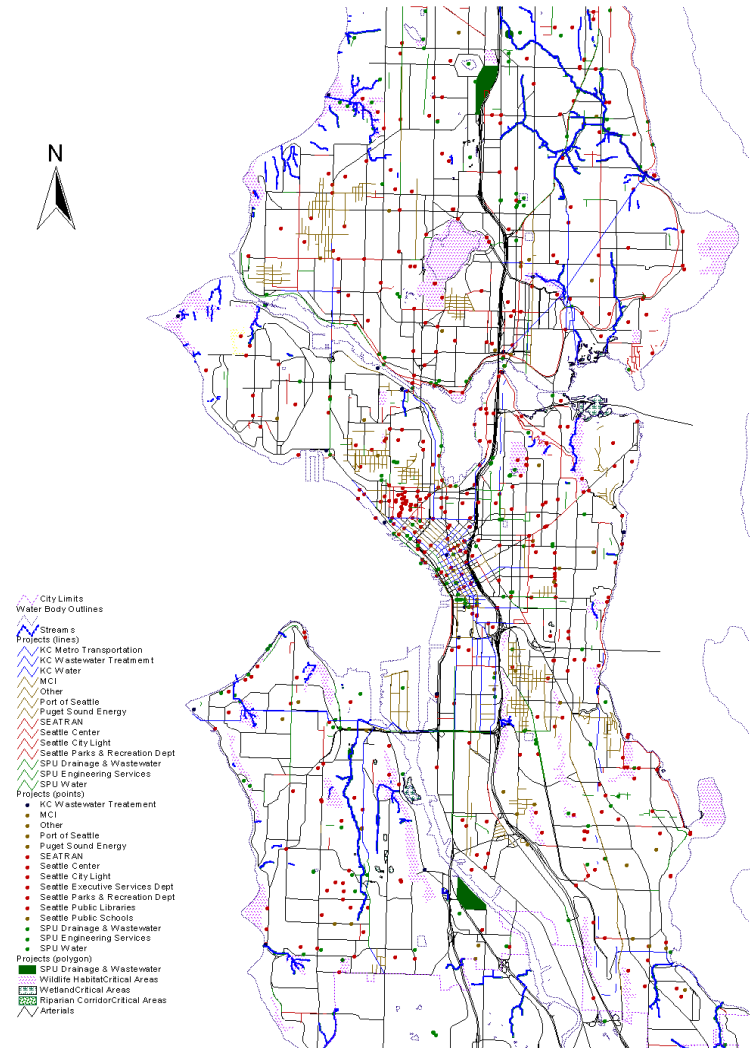 N
City Limits
Water Body Outlines
Streams
Projects (lines)
KC Metro Transportation
KC Wastewater Treatmemt
KC Water
MCI
Other
Port of Seattle
Puget Sound Energy
SEATRAN
Seattle Center
Seattle City Light
Seattle Parks & Recreation Dept
SPU Drainage & Wastewater
SPU Engineering Services
SPU Water
Projects (points)
KC Wastewater Treatement
MCI
Other
Port of Seattle
Puget Sound Energy
SEATRAN
Seattle Center
Seattle City Light
Seattle Executive Services Dept
Seattle Parks & Recreation Dept
Seattle Public Libraries
Seattle Public Schools
SPU Drainage & Wastewater
SPU Engineering Services
SPU Water
Projects (polygon)
SPU Drainage & Wastewater
Wildlife HabitatCritical Areas
WetlandCritical Areas
Riparian CorridorCritical Areas
Arterials